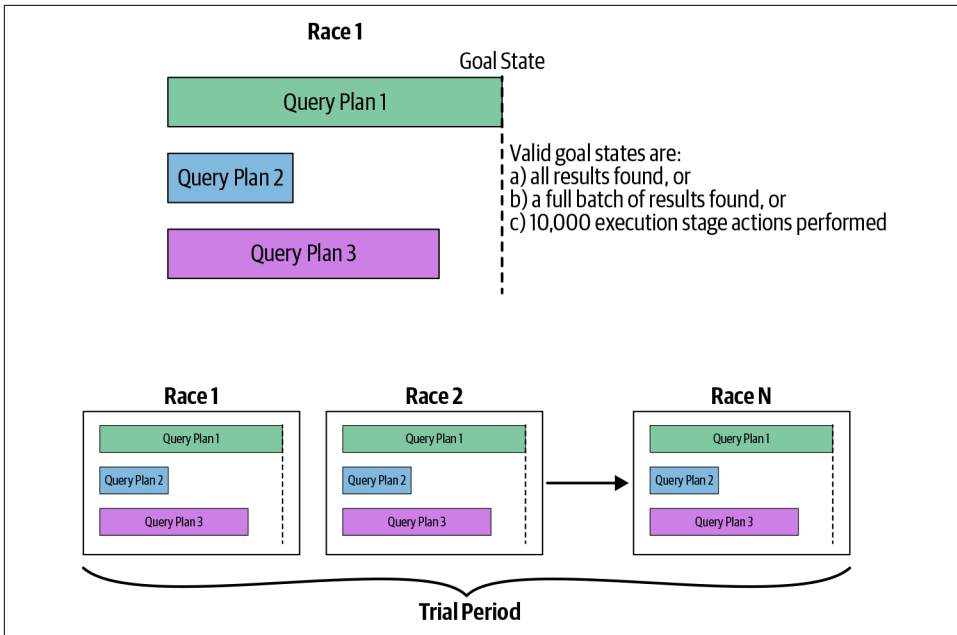 Race 1
Goal State
Query Plan 1
Query Plan 2
Query Plan 3
Valid goal states are:
a) all results found, or
b) a full batch of results found, or
c) 10,000 execution stage actions performed
Race 1
Query Plan 1
Query Plan 2
Query Plan 3
Race 2
Query Plan 1
Query Plan 2
Query Plan 3
Race N
Query Plan 1
Query Plan 2
Query Plan 3
Trial Period